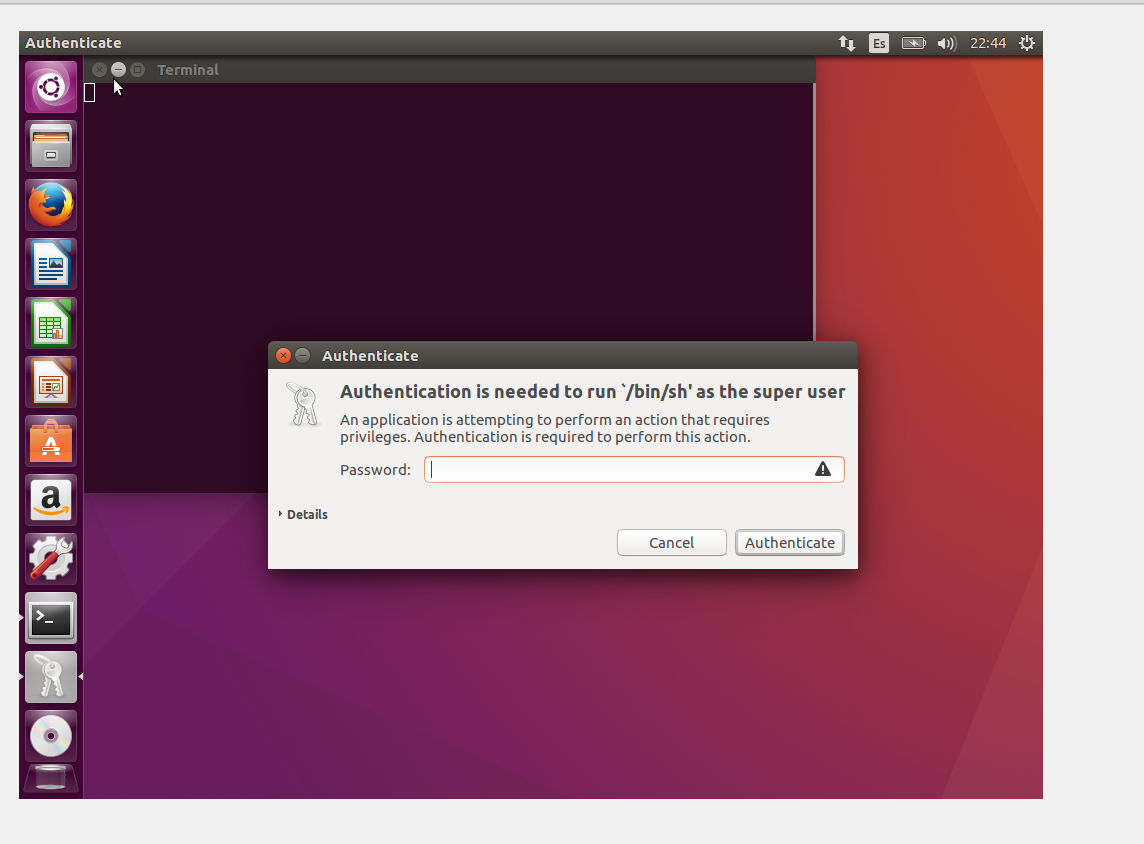 Authenticate
Es
22:44
Terminal
Authenticate
Authentication is needed to run `/bin/sh' as the super user
An application is attempting to perform an action that requires
privileges. Authentication is required to perform this action.
Password:
Details
Cancel
Authenticate